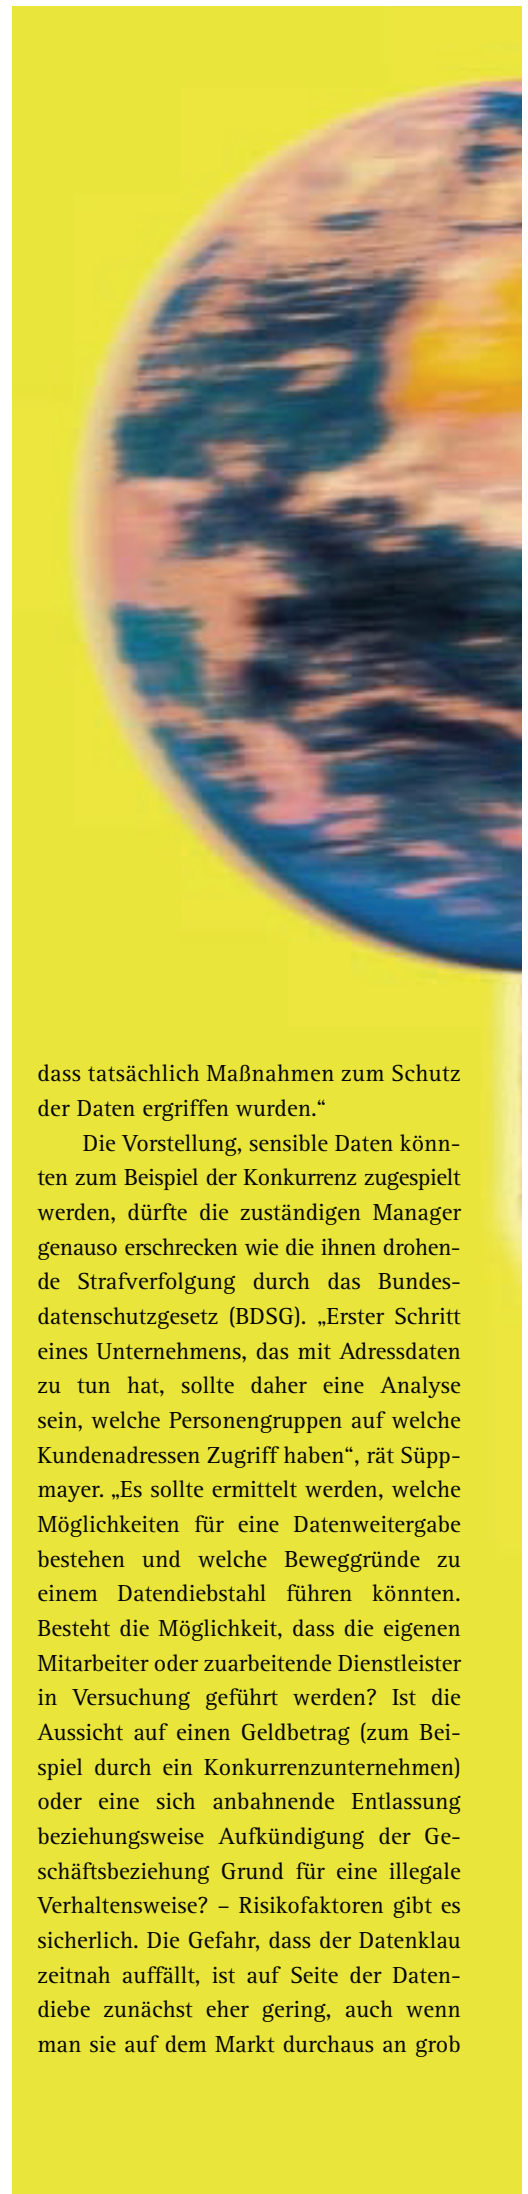 dass tatsächlich Maßnahmen zum Schutz
der Daten ergriffen wurden.“
Die Vorstellung, sensible Daten könn-
ten zum Beispiel der Konkurrenz zugespielt
werden, dürfte die zuständigen Manager
genauso erschrecken wie die ihnen drohen-
de Strafverfolgung durch das Bundes-
datenschutzgesetz (BDSG). „Erster Schritt
eines Unternehmens, das mit Adressdaten
zu tun hat, sollte daher eine Analyse
sein, welche Personengruppen auf welche
Kundenadressen Zugriff haben“, rät Süpp-
mayer. „Es sollte ermittelt werden, welche
Möglichkeiten für eine Datenweitergabe
bestehen und welche Beweggründe zu
einem Datendiebstahl führen könnten.
Besteht die Möglichkeit, dass die eigenen
Mitarbeiter oder zuarbeitende Dienstleister
in Versuchung geführt werden? Ist die
Aussicht auf einen Geldbetrag (zum Bei-
spiel durch ein Konkurrenzunternehmen)
oder eine sich anbahnende Entlassung
beziehungsweise Aufkündigung der Ge-
schäftsbeziehung Grund für eine illegale
Verhaltensweise? – Risikofaktoren gibt es
sicherlich. Die Gefahr, dass der Datenklau
zeitnah auffällt, ist auf Seite der Daten-
diebe zunächst eher gering, auch wenn
man sie auf dem Markt durchaus an grob